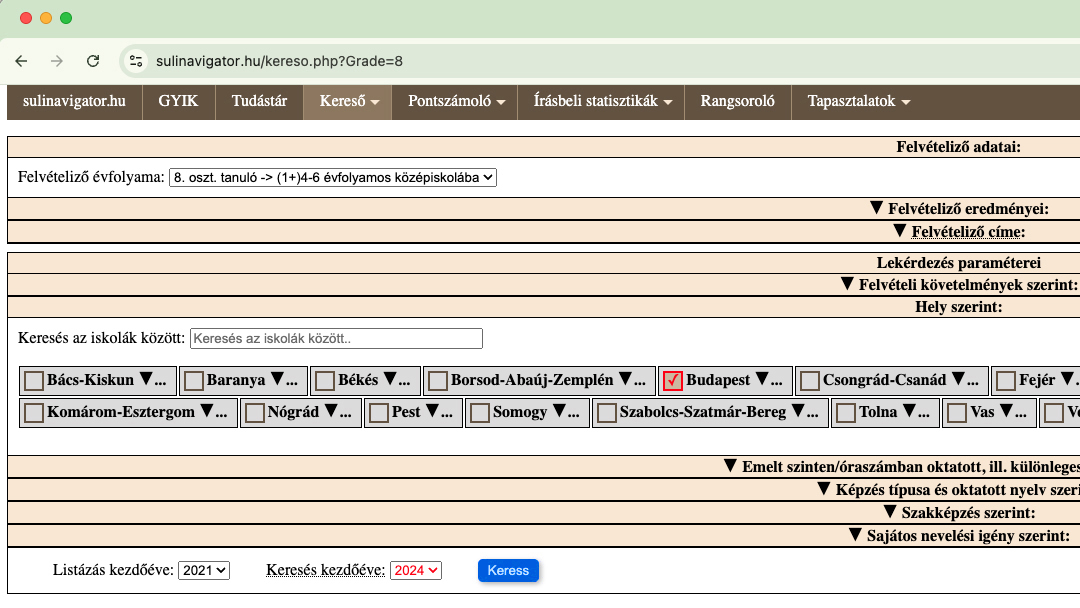 sulinavigator.hu/kereso.php?Grade=8
sulinavigator.hu GYIK Tudástár Kereső Pontszámoló Írásbeli statisztikák Rangsoroló Tapasztalatok
Felvételiző adatai:
Felvételiző évfolyama: 8. oszt. tanuló -> (1+)4-6 évfolyamos középiskolába
▼ Felvételiző eredményei:
▼ Felvételiző címe:
Lekérdezés paraméterei
▼ Felvételi követelmények szerint:
Hely szerint:
Keresés az iskolák között: Keresés az iskolák között..
Bács-Kiskun ▼... Baranya ▼... Békés ▼... Borsod-Abaúj-Zemplén ▼... Budapest ▼... Csongrád-Csanád ▼... Fejér ▼.
Komárom-Esztergom ▼... Nógrád ▼... Pest ▼... Somogy ▼... Szabolcs-Szatmár-Bereg ▼... Tolna ▼... Vas ▼...
▼ Emelt szinten/óraszámban oktatott, ill. különleges
▼ Képzés típusa és oktatott nyelv szeri
▼ Szakképzés szerint:
▼ Sajátos nevelési igény szerint:
Listázás kezdőéve: 2021 Keresés kezdőéve: 2024 Keress